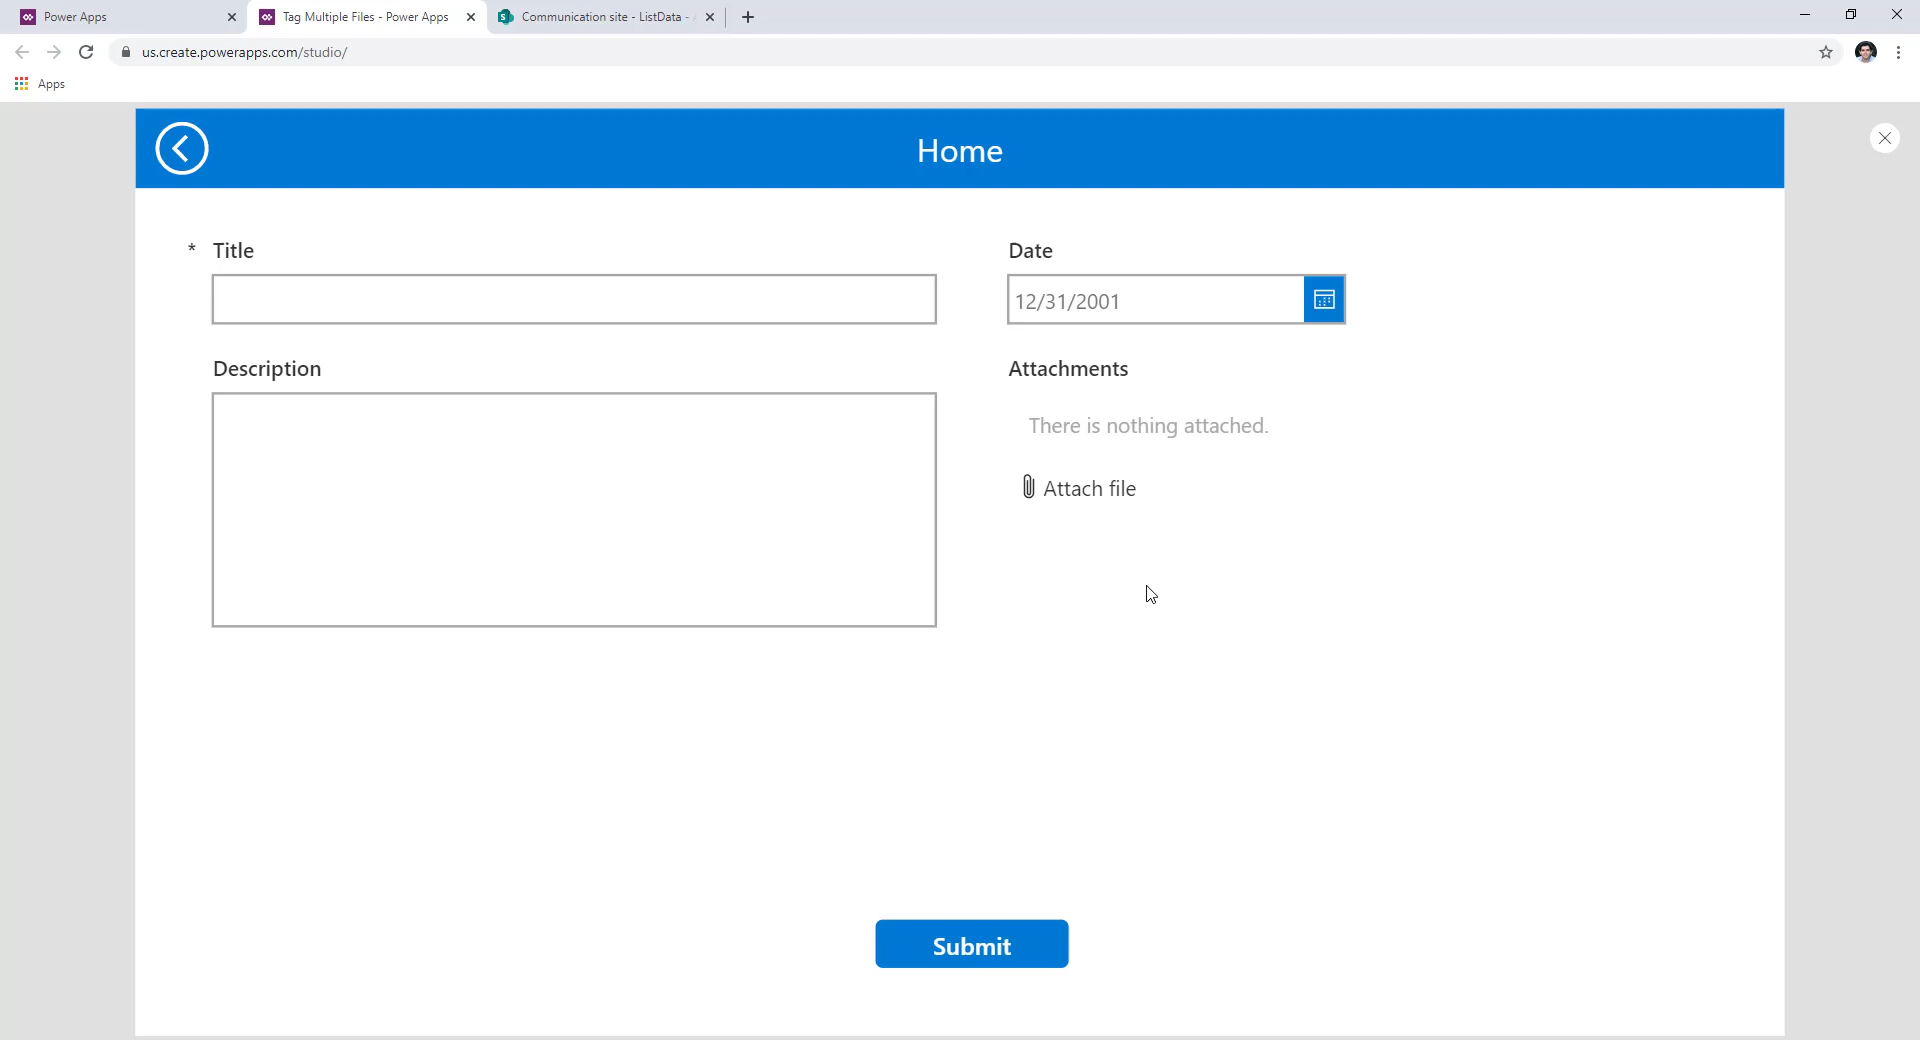 Power Apps
Tag Multiple Files - Power Apps
Communication site - ListData -
us.create.powerapps.com/studio/
Apps
Home
* Title
Date
12/31/2001
Description
Attachments
There is nothing attached.
Attach file
Submit